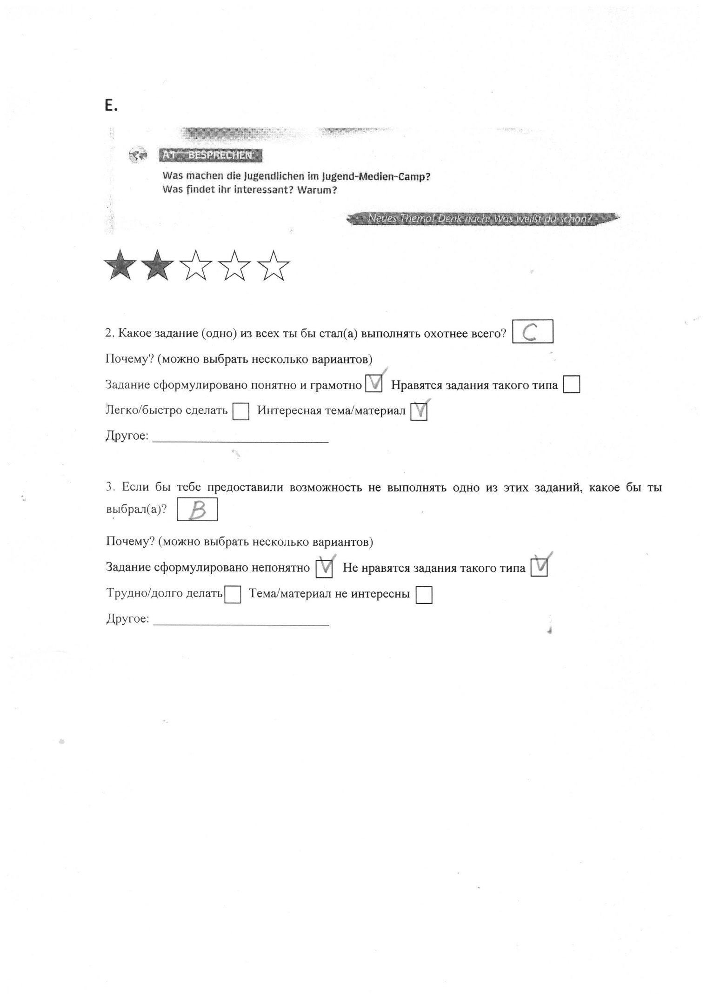 E.
A1 BESPRECHEN
Was machen die Jugendlichen im Jugend-Medien-Camp?
Was findet ihr interessant? Warum?
Neues Thema! Denk nach: Was weißt du schon?
2. Какое задание (одно) из всех ты бы стал(а) выполнять охотнее всего? C
Почему? (можно выбрать несколько вариантов)
Задание сформулировано понятно и грамотно V Нравятся задания такого типа
Легко/быстро сделать Интересная тема/материал V
Другое:
3. Если бы тебе предоставили возможность не выполнять одно из этих заданий, какое бы ты
выбрал(а)? B
Почему? (можно выбрать несколько вариантов)
Задание сформулировано непонятно V Не нравятся задания такого типа V
Трудно/долго делать Тема/материал не интересны
Другое: